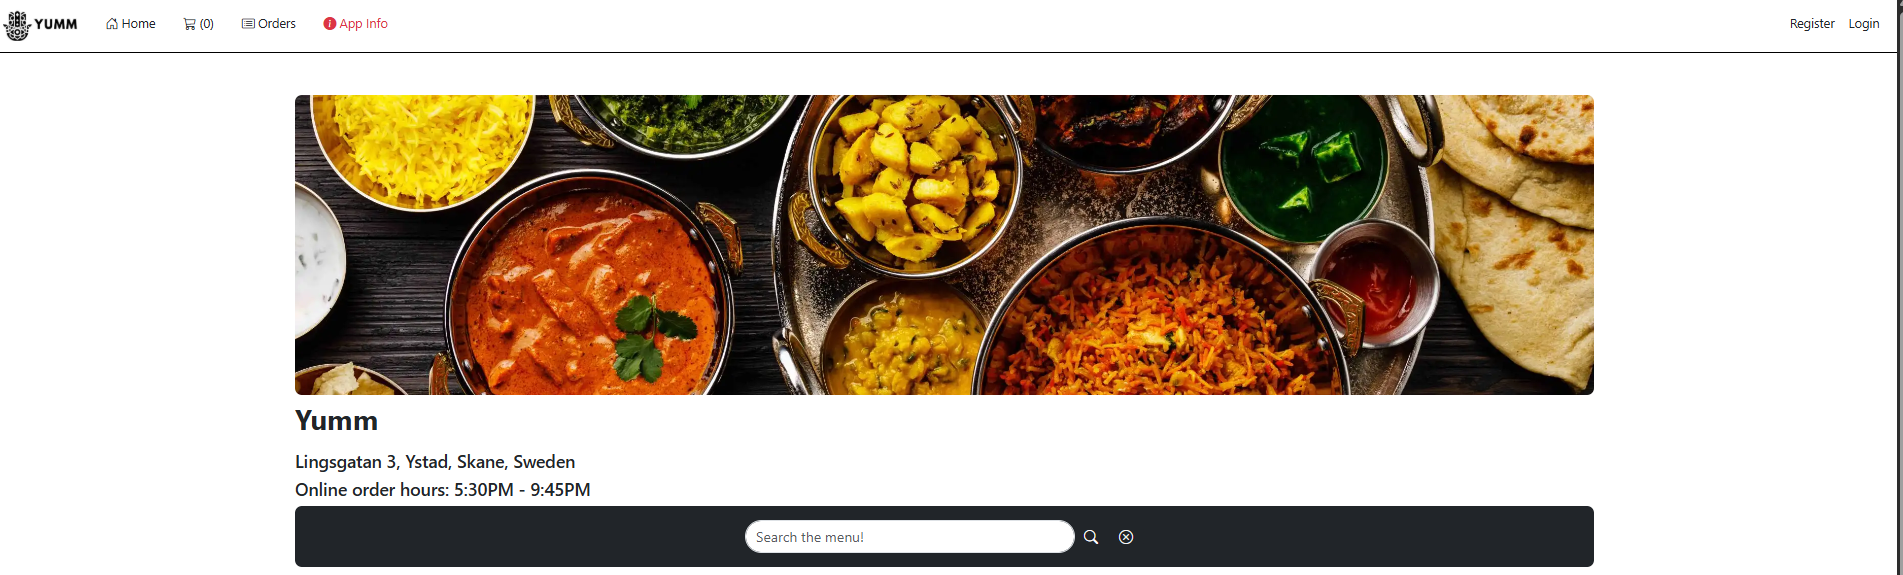 YUMM Home (0) Orders App Info Register Login
Yumm
Lingsgatan 3, Ystad, Skane, Sweden
Online order hours: 5:30PM - 9:45PM
Search the menu!